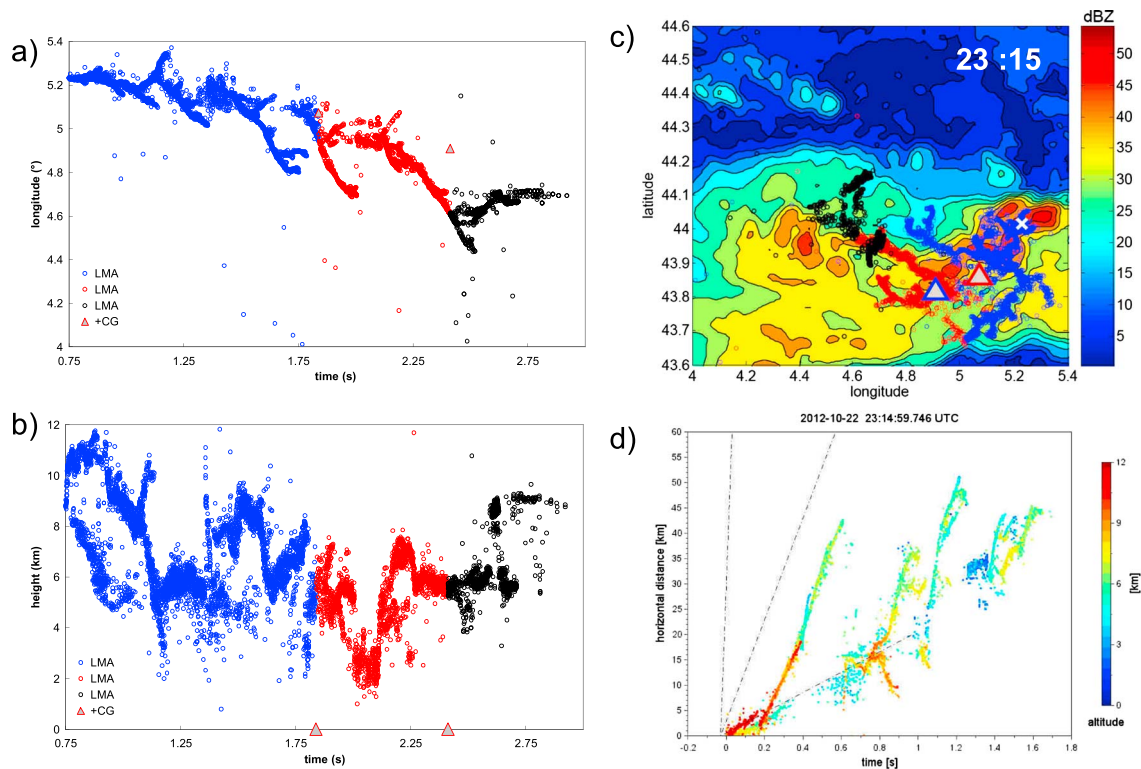 a)
longitude (°)
5.4
5.2
5
4.8
4.6
4.4
4.2
4
LMA
LMA
LMA
+CG
0.75 1.25 1.75 2.25 2.75
time (s)
b)
height (km)
12
10
8
6
4
2
0
LMA
LMA
LMA
+CG
0.75 1.25 1.75 2.25 2.75
time (s)
c)
dBZ
23 :15
latitude
44.6
44.5
44.4
44.3
44.2
44.1
44
43.9
43.8
43.7
43.6
4 4.2 4.4 4.6 4.8 5 5.2 5.4
longitude
50
45
40
35
30
25
20
15
10
5
d)
2012-10-22 23:14:59.746 UTC
horizontal distance [km]
60
55
50
45
40
35
30
25
20
15
10
5
0
-0.2 0 0.2 0.4 0.6 0.8 1 1.2 1.4 1.6 1.8
time [s]
12
10
8
6
4
2
0
[km]
altitude